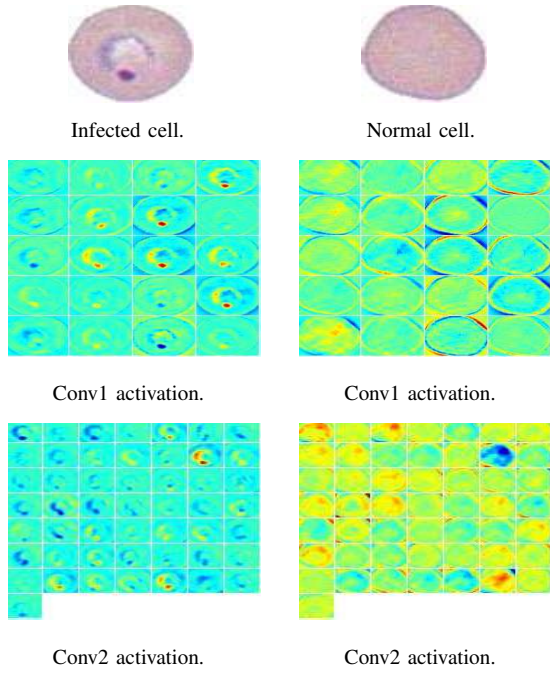 Infected cell.
Normal cell.
Conv1 activation.
Conv1 activation.
Conv2 activation.
Conv2 activation.